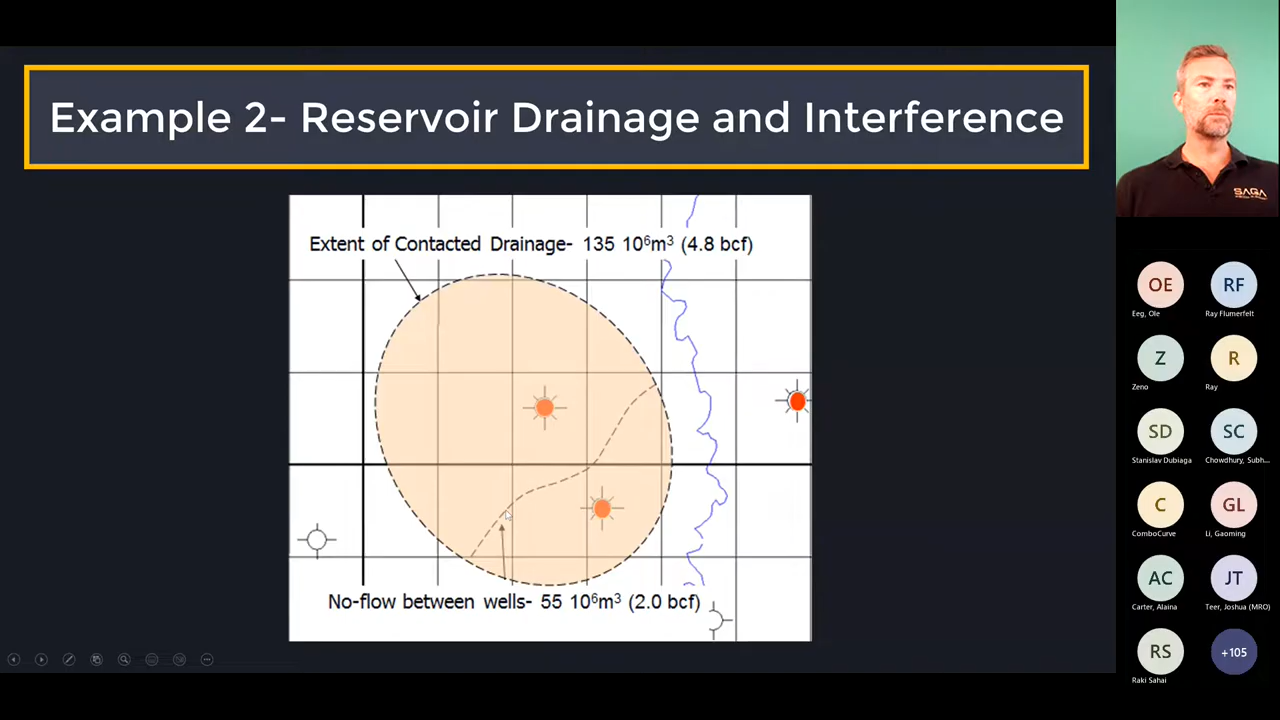 Example 2- Reservoir Drainage and Interference
Extent of Contacted Drainage- 135 10⁶m³ (4.8 bcf)
No-flow between wells- 55 10⁶m³ (2.0 bcf)
SAGA
OE
RF
Eeg, Ole
Ray Flumerfelt
Z
R
Zeno
Ray
SD
SC
Stanislav Dubiaga
Chowdhury, Subh...
C
GL
ComboCurve
Li, Gaoming
AC
JT
Carter, Alaina
Teer, Joshua (MRO)
RS
+105
Raki Sahai